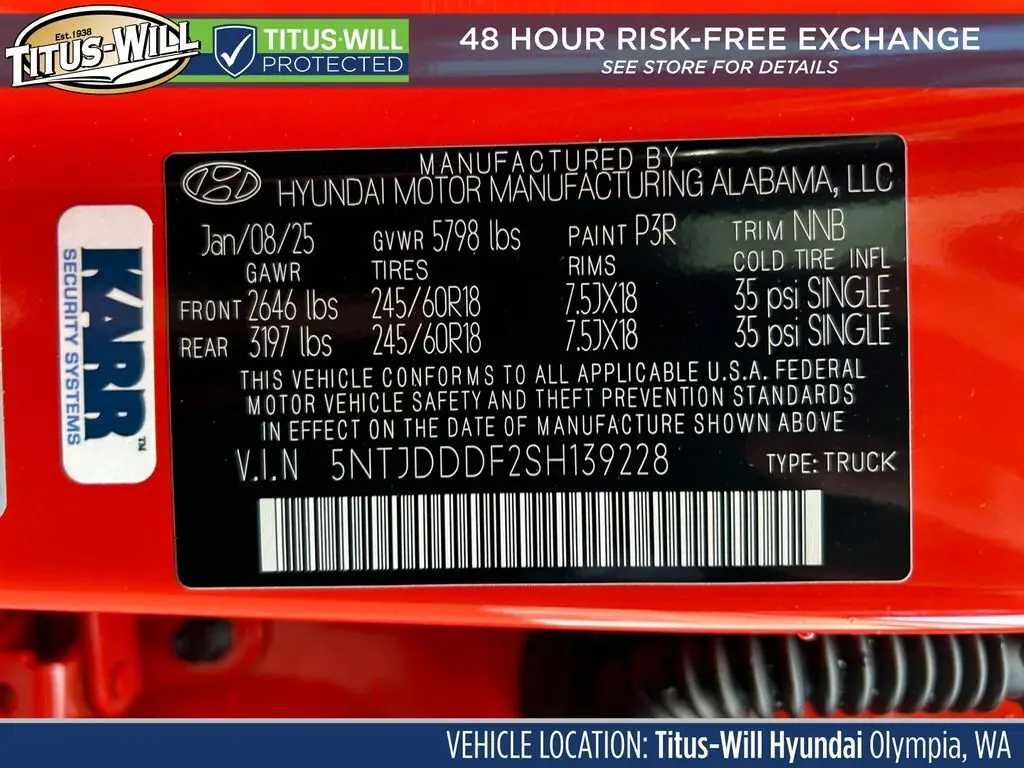 Est. 1938
TITUS-WILL
TITUS-WILL
PROTECTED
48 HOUR RISK-FREE EXCHANGE
SEE STORE FOR DETAILS
KARR™
SECURITY SYSTEMS
MANUFACTURED BY
HYUNDAI MOTOR MANUFACTURING ALABAMA, LLC
Jan/08/25 GVWR 5798 lbs PAINT P3R TRIM NNB
GAWR TIRES RIMS COLD TIRE INFL
FRONT 2646 lbs 245/60R18 7.5JX18 35 psi SINGLE
REAR 3197 lbs 245/60R18 7.5JX18 35 psi SINGLE
THIS VEHICLE CONFORMS TO ALL APPLICABLE U.S.A. FEDERAL
MOTOR VEHICLE SAFETY AND THEFT PREVENTION STANDARDS
IN EFFECT ON THE DATE OF MANUFACTURE SHOWN ABOVE
V.I.N 5NTJDDDF2SH139228 TYPE: TRUCK
VEHICLE LOCATION: Titus-Will Hyundai Olympia, WA